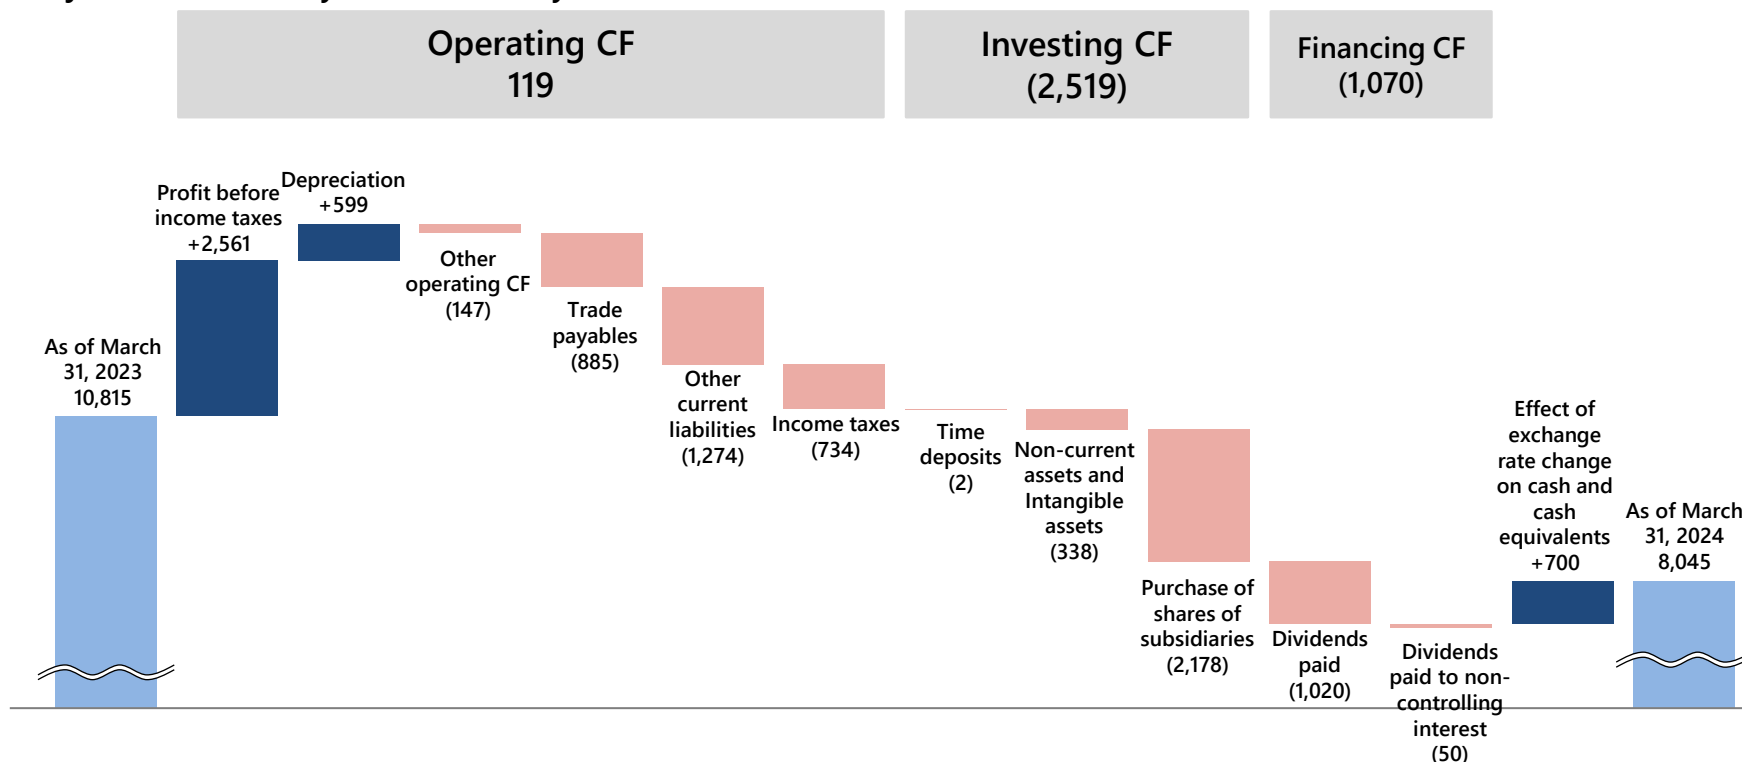 Operating CF
119
Investing CF
(2,519)
Financing CF
(1,070)
As of March
31, 2023
10,815
Profit before
income taxes
+2,561
Depreciation
+599
Other
operating CF
(147)
Trade
payables
(885)
Other
current
liabilities
(1,274)
Income taxes
(734)
Time
deposits
(2)
Non-current
assets and
Intangible
assets
(338)
Purchase of
shares of
subsidiaries
(2,178)
Dividends
paid
(1,020)
Dividends
paid to non-
controlling
interest
(50)
Effect of
exchange
rate change
on cash and
cash
equivalents
+700
As of March
31, 2024
8,045